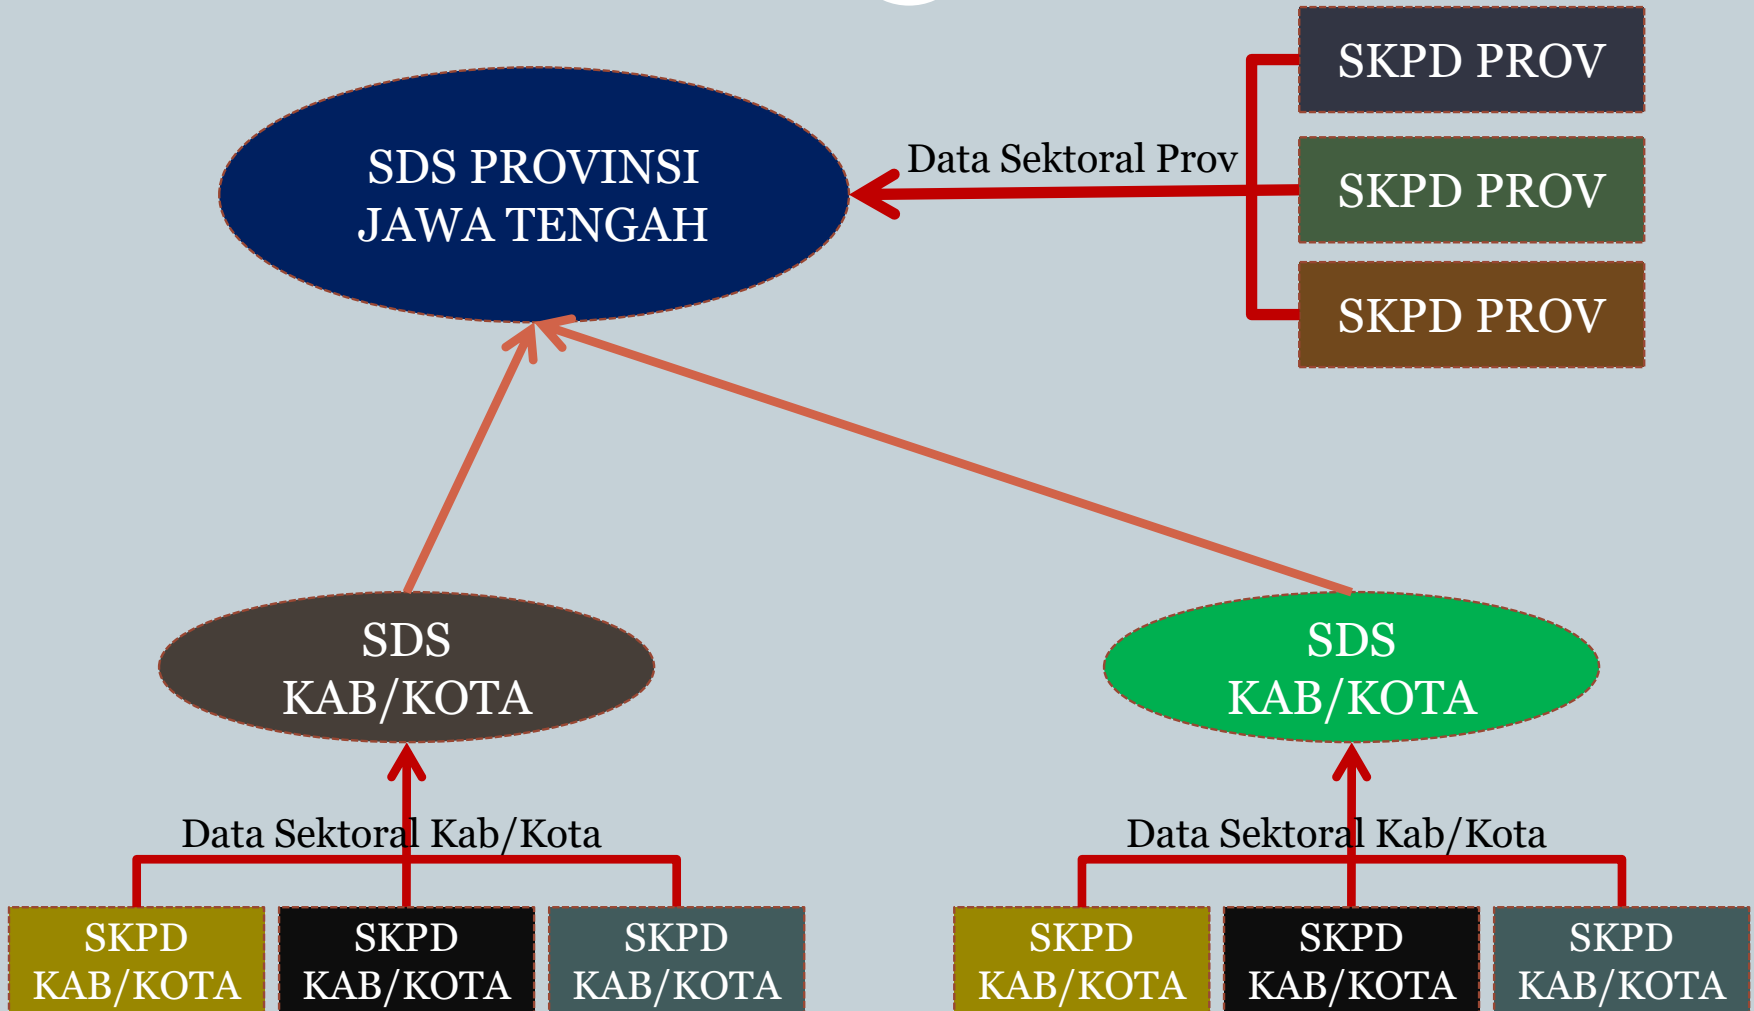 SKPD PROV
SDS PROVINSI
JAWA TENGAH
Data Sektoral Prov
SKPD PROV
SKPD PROV
SDS
KAB/KOTA
SDS
KAB/KOTA
Data Sektoral Kab/Kota
Data Sektoral Kab/Kota
SKPD
KAB/KOTA
SKPD
KAB/KOTA
SKPD
KAB/KOTA
SKPD
KAB/KOTA
SKPD
KAB/KOTA
SKPD
KAB/KOTA